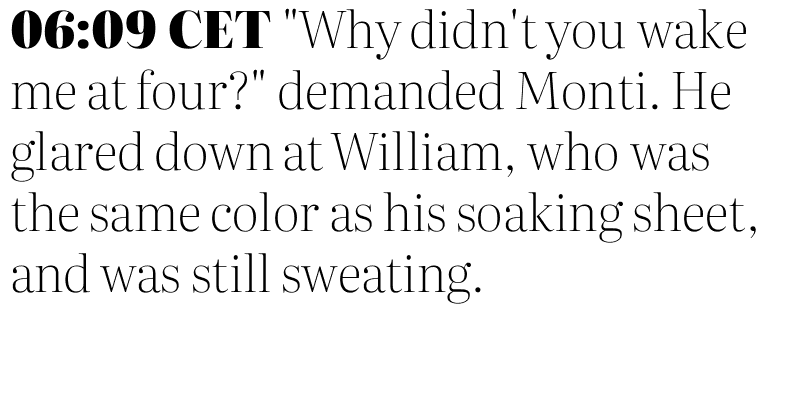 06:09 CET "Why didn't you wake
me at four?" demanded Monti. He
glared down at William, who was
the same color as his soaking sheet,
and was still sweating.